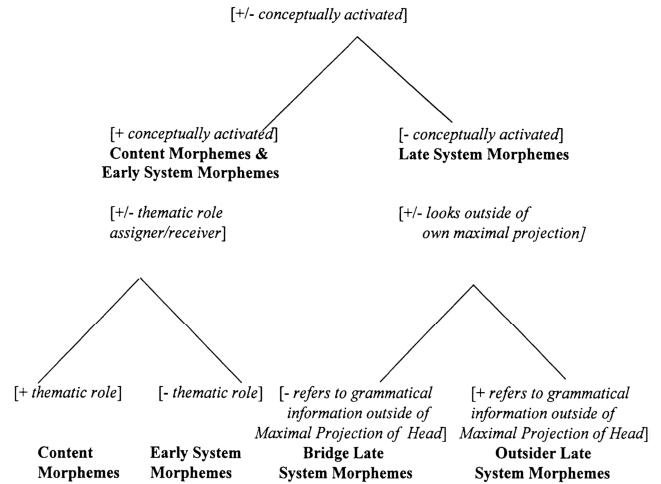 [+/- conceptually activated]
[+ conceptually activated]
Content Morphemes &
Early System Morphemes
[- conceptually activated]
Late System Morphemes
[+/- thematic role
assigner/receiver]
[+/- looks outside of
own maximal projection]
[+ thematic role]
Content
Morphemes
[- thematic role]
Early System
Morphemes
[- refers to grammatical
information outside of
Maximal Projection of Head]
Bridge Late
System Morphemes
[+ refers to grammatical
information outside of
Maximal Projection of Head]
Outsider Late
System Morphemes